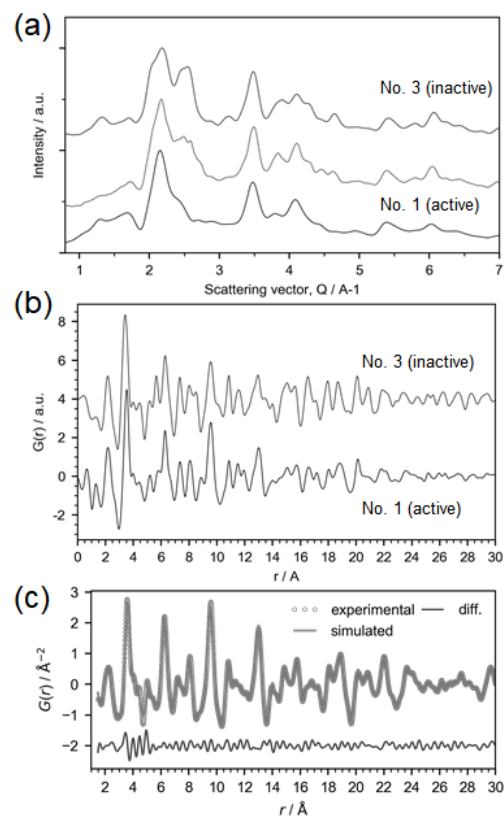 (a)
No. 3 (inactive)
No. 1 (active)
Intensity / a.u.
1 2 3 4 5 6 7
Scattering vector, Q / A-1
(b)
8
6
4
2
0
-2
G(r) / a.u.
No. 3 (inactive)
No. 1 (active)
0 2 4 6 8 10 12 14 16 18 20 22 24 26 28 30
r / A
(c)
3
2
1
0
−1
−2
G(r) / Å⁻²
experimental diff.
simulated
2 4 6 8 10 12 14 16 18 20 22 24 26 28 30
r / Å